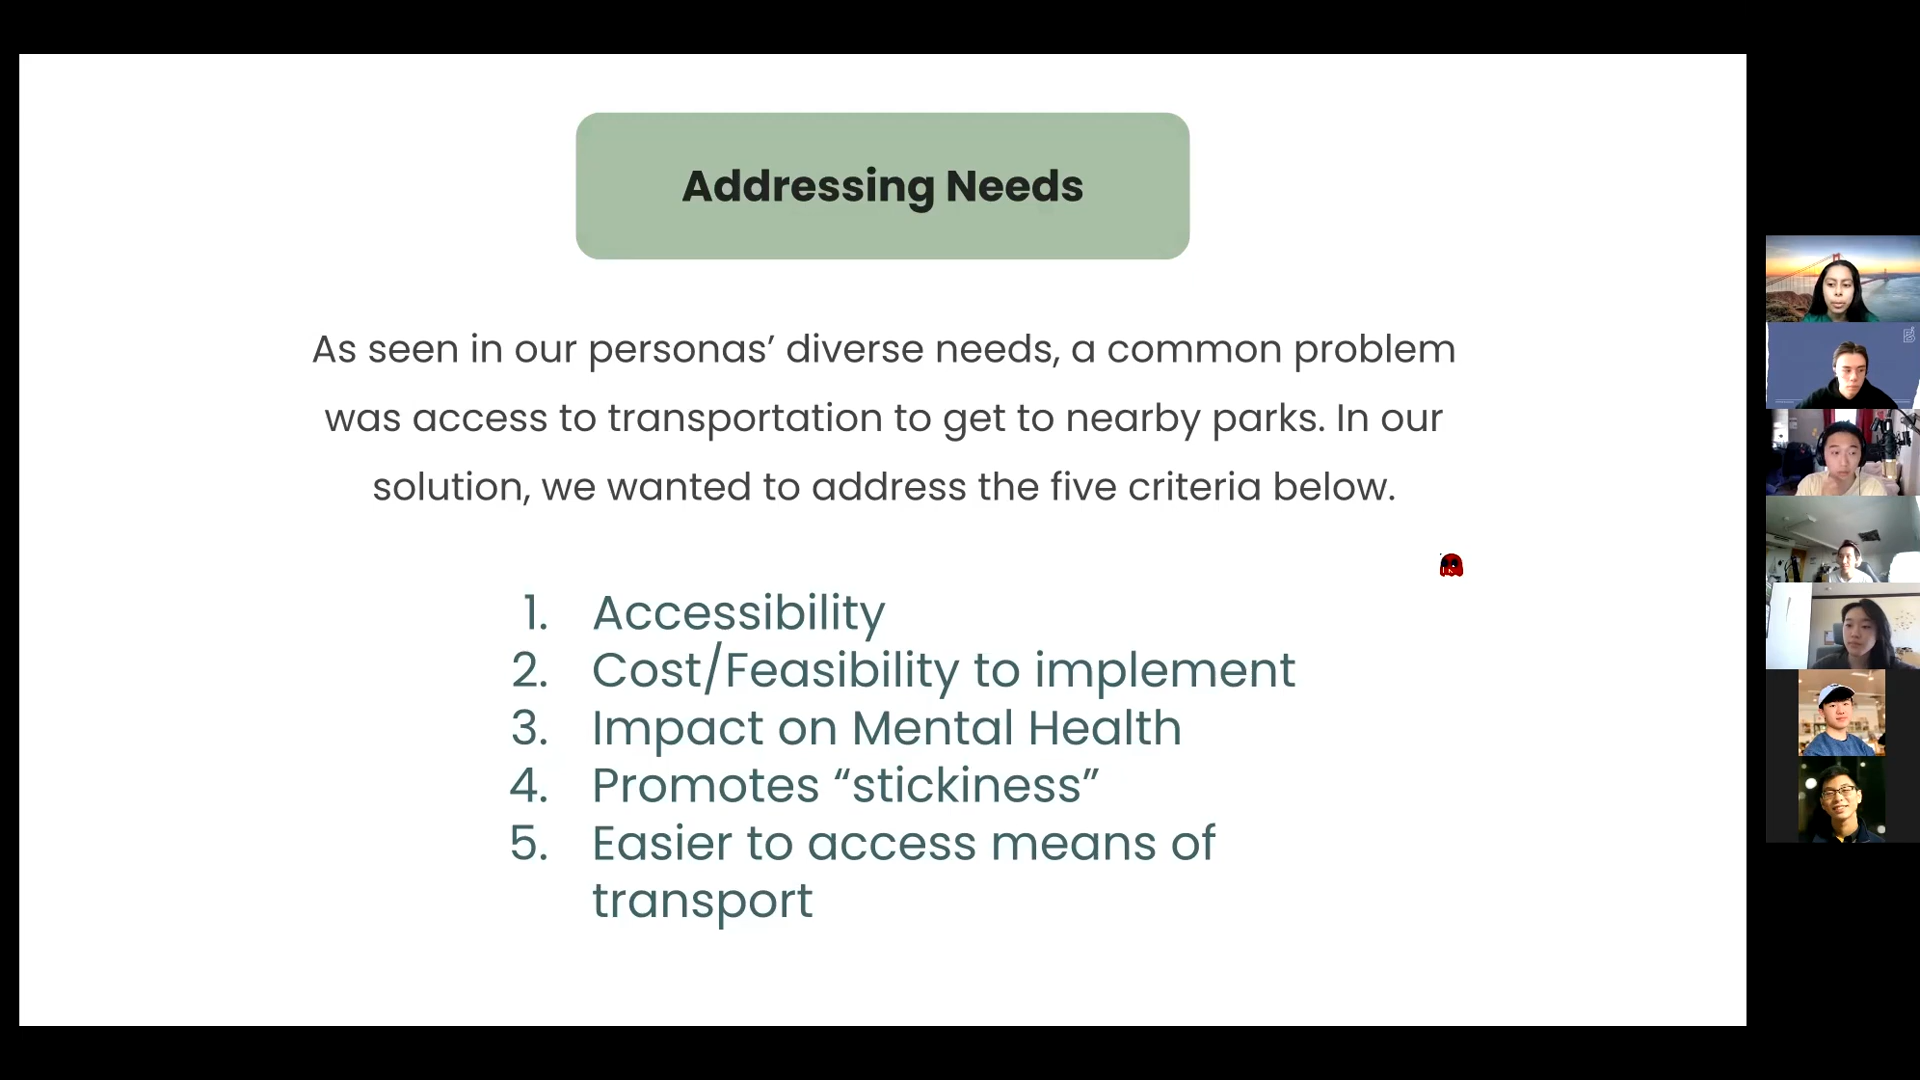 Addressing Needs
As seen in our personas’ diverse needs, a common problem
was access to transportation to get to nearby parks. In our
solution, we wanted to address the five criteria below.
1. Accessibility
2. Cost/Feasibility to implement
3. Impact on Mental Health
4. Promotes “stickiness”
5. Easier to access means of
transport